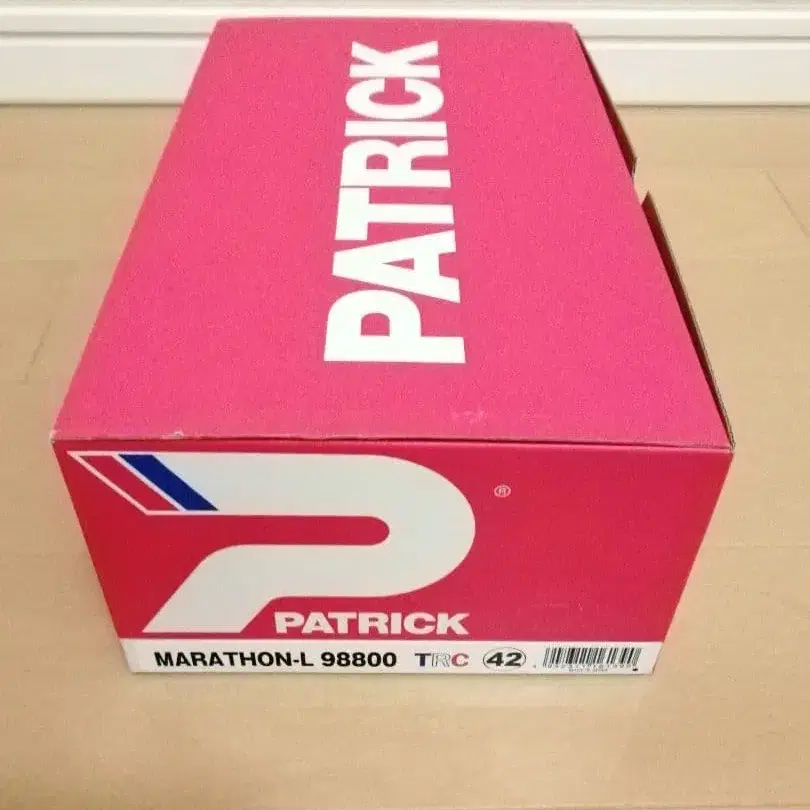 PATRICK
®
PATRICK
MARATHON-L 98800 TRC 42